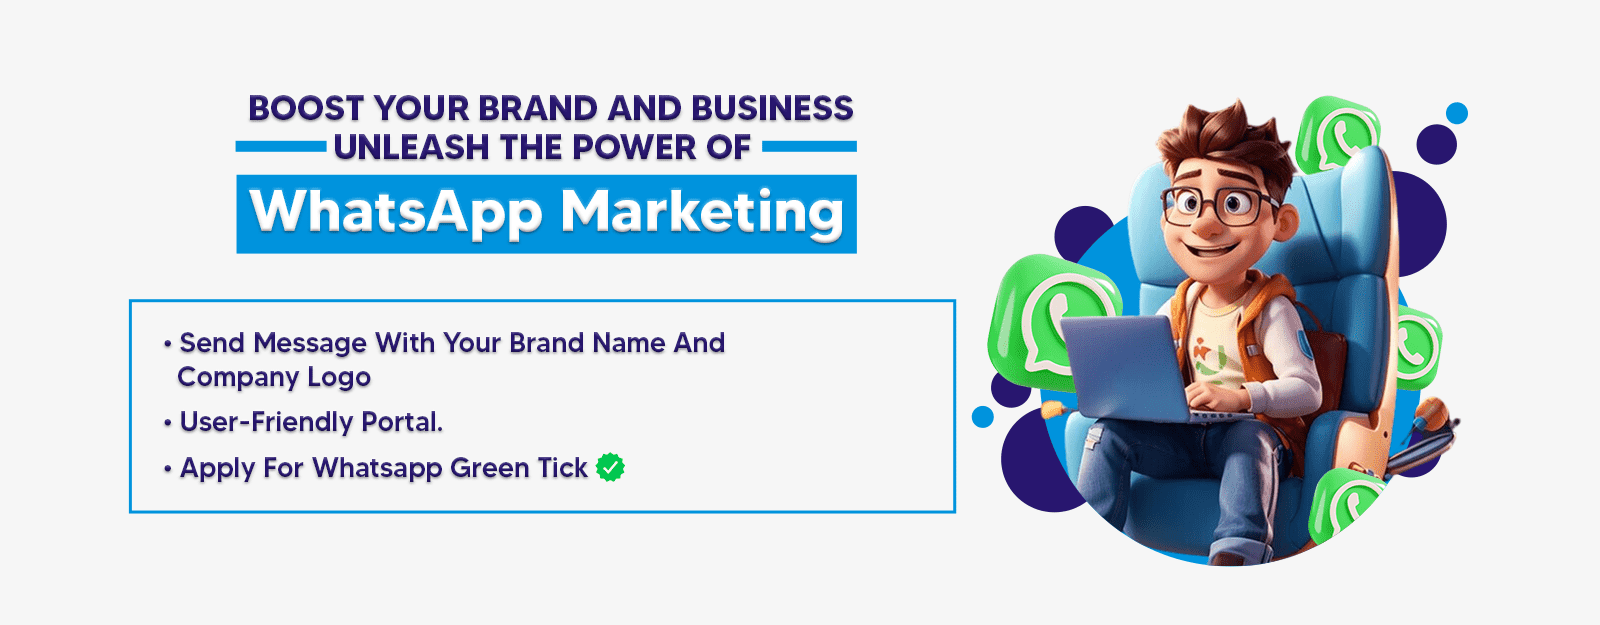 BOOST YOUR BRAND AND BUSINESS
UNLEASH THE POWER OF
WhatsApp Marketing
• Send Message With Your Brand Name And
Company Logo
• User-Friendly Portal.
• Apply For Whatsapp Green Tick